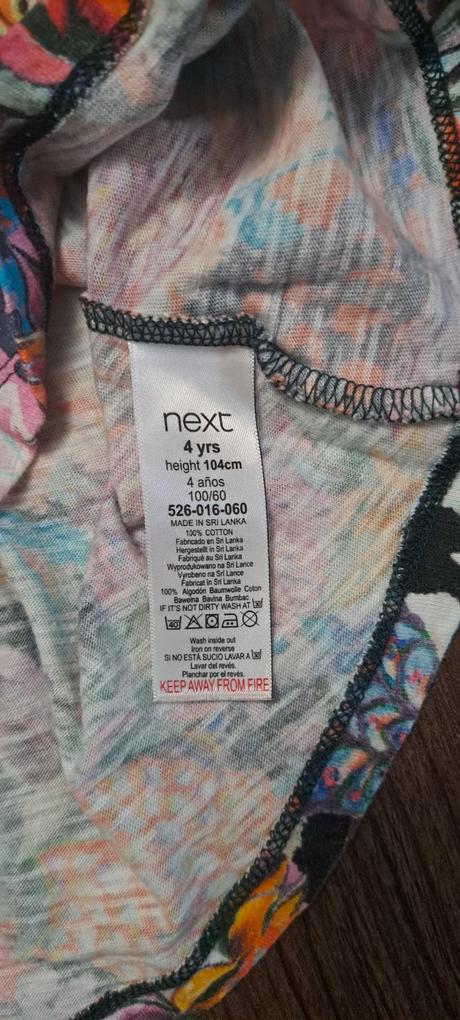 next
4 yrs
height 104cm
4 años
100/60
526-016-060
MADE IN SRI LANKA
100% COTTON
Fabricado en Sri Lanka
Hergestellt in Sri Lanka
Fabriqué au Sri Lanka
Wyprodukowano na Sri Lance
Vyrobeno na Sri Lance
Fabricat în Sri Lanka
100% Algodón Baumwolle Coton
Bawełna Bavlna Bumbac
IF IT'S NOT DIRTY WASH AT
40
Wash inside out
Iron on reverse
SI NO ESTÁ SUCIO LAVAR A
Lavar del revés.
Planchar por el revés.
KEEP AWAY FROM FIRE